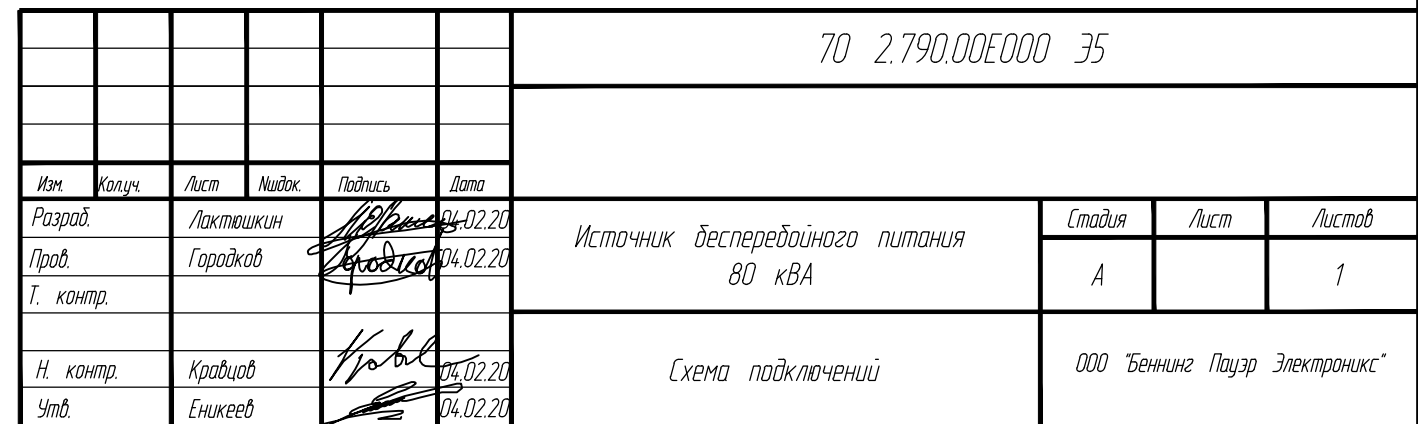 70 2.790.00E000 Э5
Изм. Кол.уч. Лист №док. Подпись Дата
Разраб. Лактюшкин 04.02.20
Пров. Городков 04.02.20
Т. контр.
Н. контр. Кравцов 04.02.20
Утв. Еникеев 04.02.20
Источник бесперебойного питания
80 кВА
Стадия Лист Листов
А 1
Схема подключений
ООО "Беннинг Пауэр Электроникс"